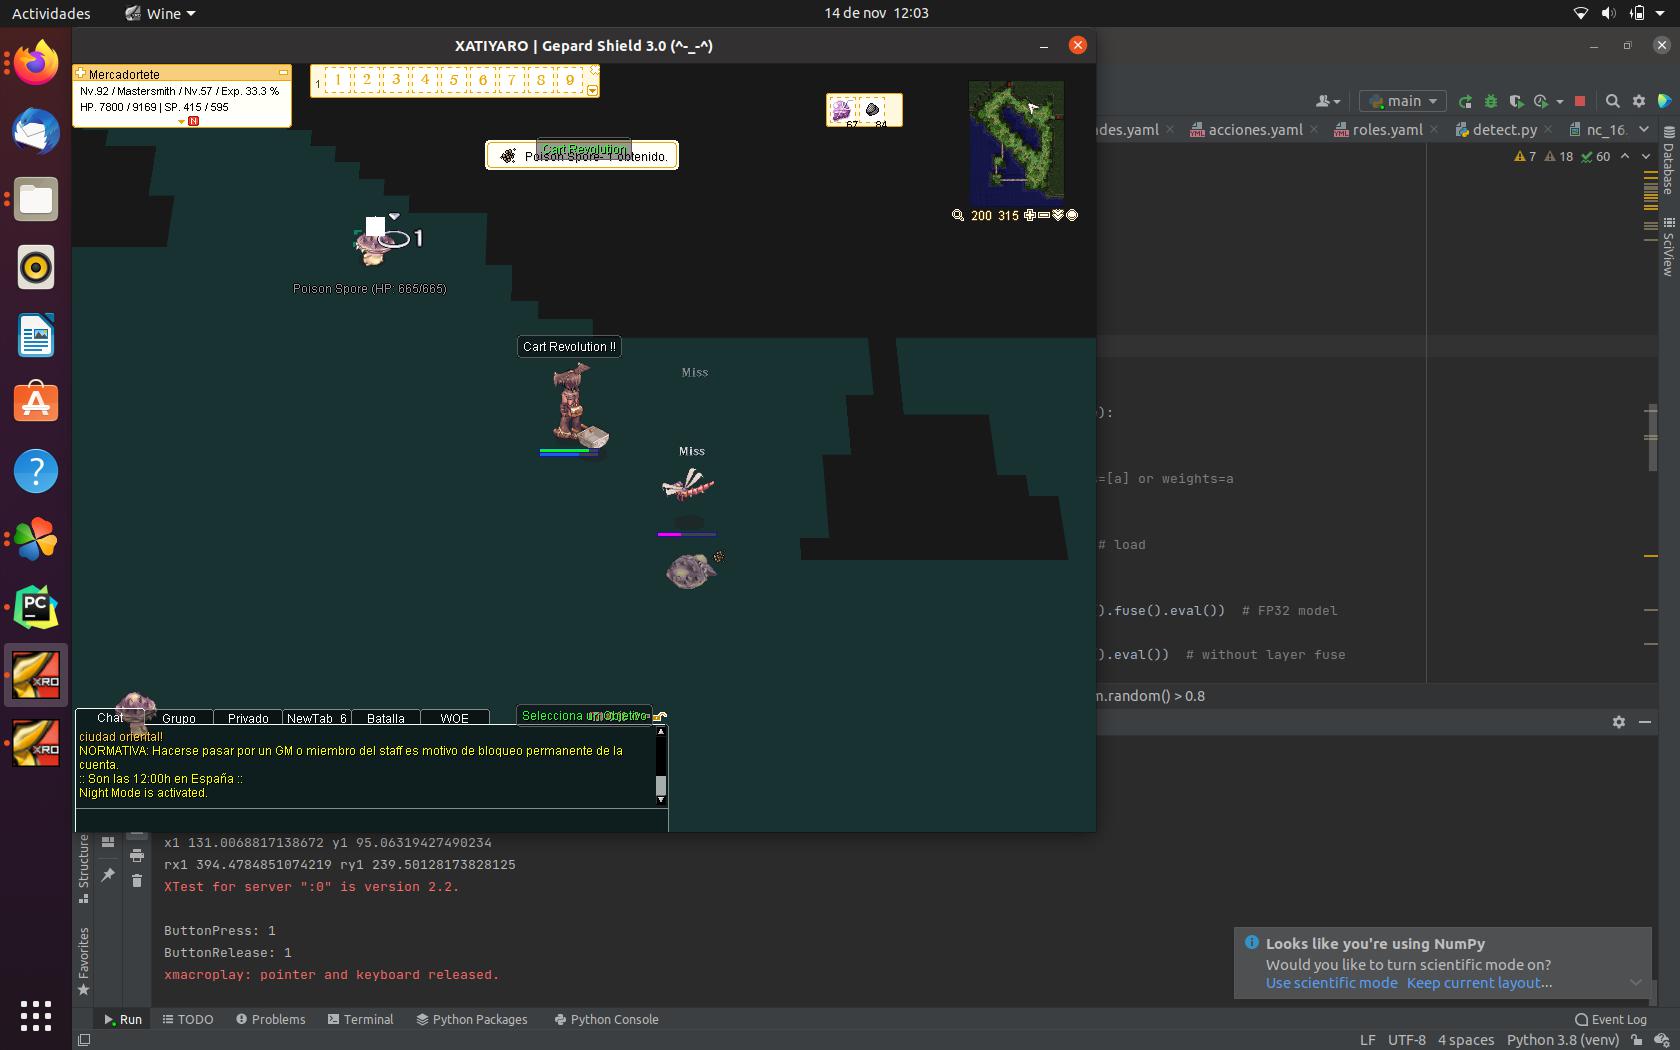 Actividades
Wine
14 de nov 12:03
XATIYARO | Gepard Shield 3.0 (^-_-^)
Mercadortete
Nv.92 / Mastersmith / Nv.57 / Exp. 33.3 %
HP. 7800 / 9169 | SP. 415 / 595
N
1 1 2 3 4 5 6 7 8 9
67 84
Cart Revolution
Poison Spore- 1 obtenido.
200 315
1
Poison Spore (HP: 665/665)
Cart Revolution !!
Miss
Miss
main
des.yaml acciones.yaml roles.yaml detect.py nc_16.
7 18 60
Database
SciView
):
=[a] or weights=a
# load
).fuse().eval()) # FP32 model
).eval()) # without layer fuse
m.random() > 0.8
PC
XRO
XRO
Chat Grupo Privado NewTab_6 Batalla WOE
Selecciona un objetivo
ciudad oriental!
NORMATIVA: Hacerse pasar por un GM o miembro del staff es motivo de bloqueo permanente de la
cuenta.
:: Son las 12:00h en España ::
Night Mode is activated.
Structure
Favorites
x1 131.0068817138672 y1 95.06319427490234
rx1 394.4784851074219 ry1 239.50128173828125
XTest for server ":0" is version 2.2.
ButtonPress: 1
ButtonRelease: 1
xmacroplay: pointer and keyboard released.
Looks like you're using NumPy
Would you like to turn scientific mode on?
Use scientific mode Keep current layout...
Run TODO Problems Terminal Python Packages Python Console
Event Log
LF UTF-8 4 spaces Python 3.8 (venv)